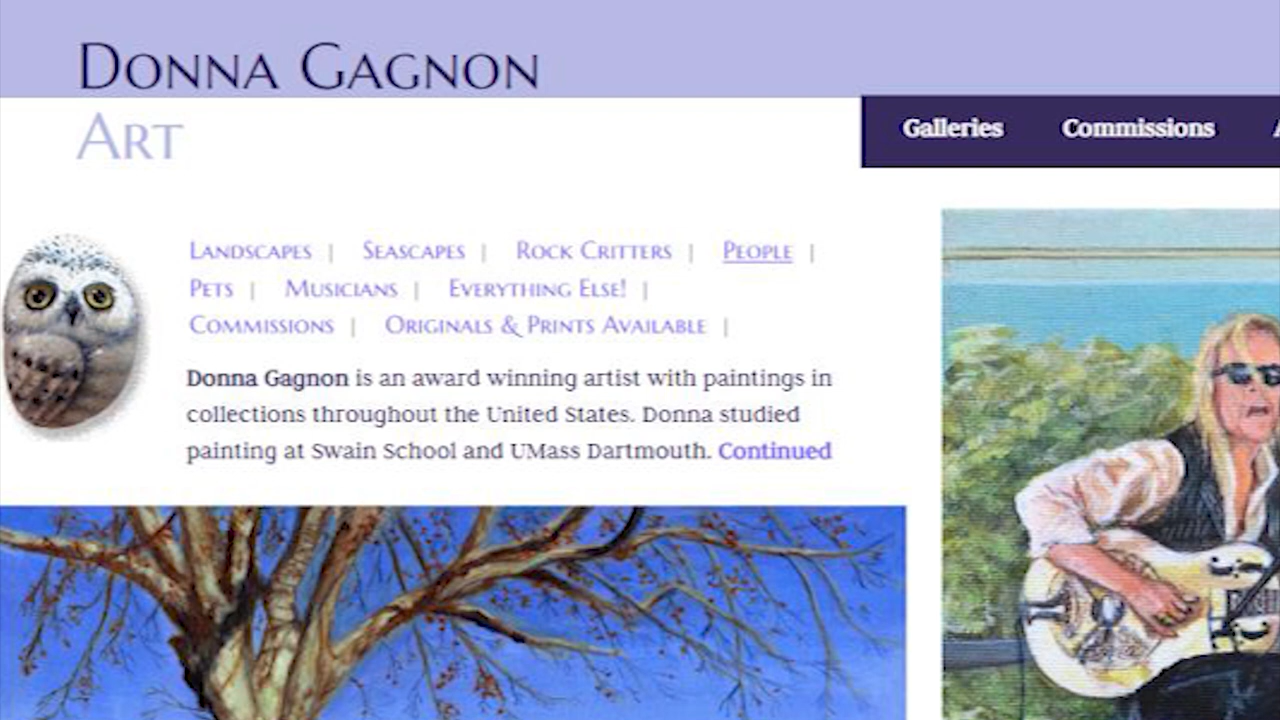 Donna Gagnon
Art
Galleries Commissions
Landscapes | Seascapes | Rock Critters | People |
Pets | Musicians | Everything Else! |
Commissions | Originals & Prints Available |
Donna Gagnon is an award winning artist with paintings in
collections throughout the United States. Donna studied
painting at Swain School and UMass Dartmouth. Continued